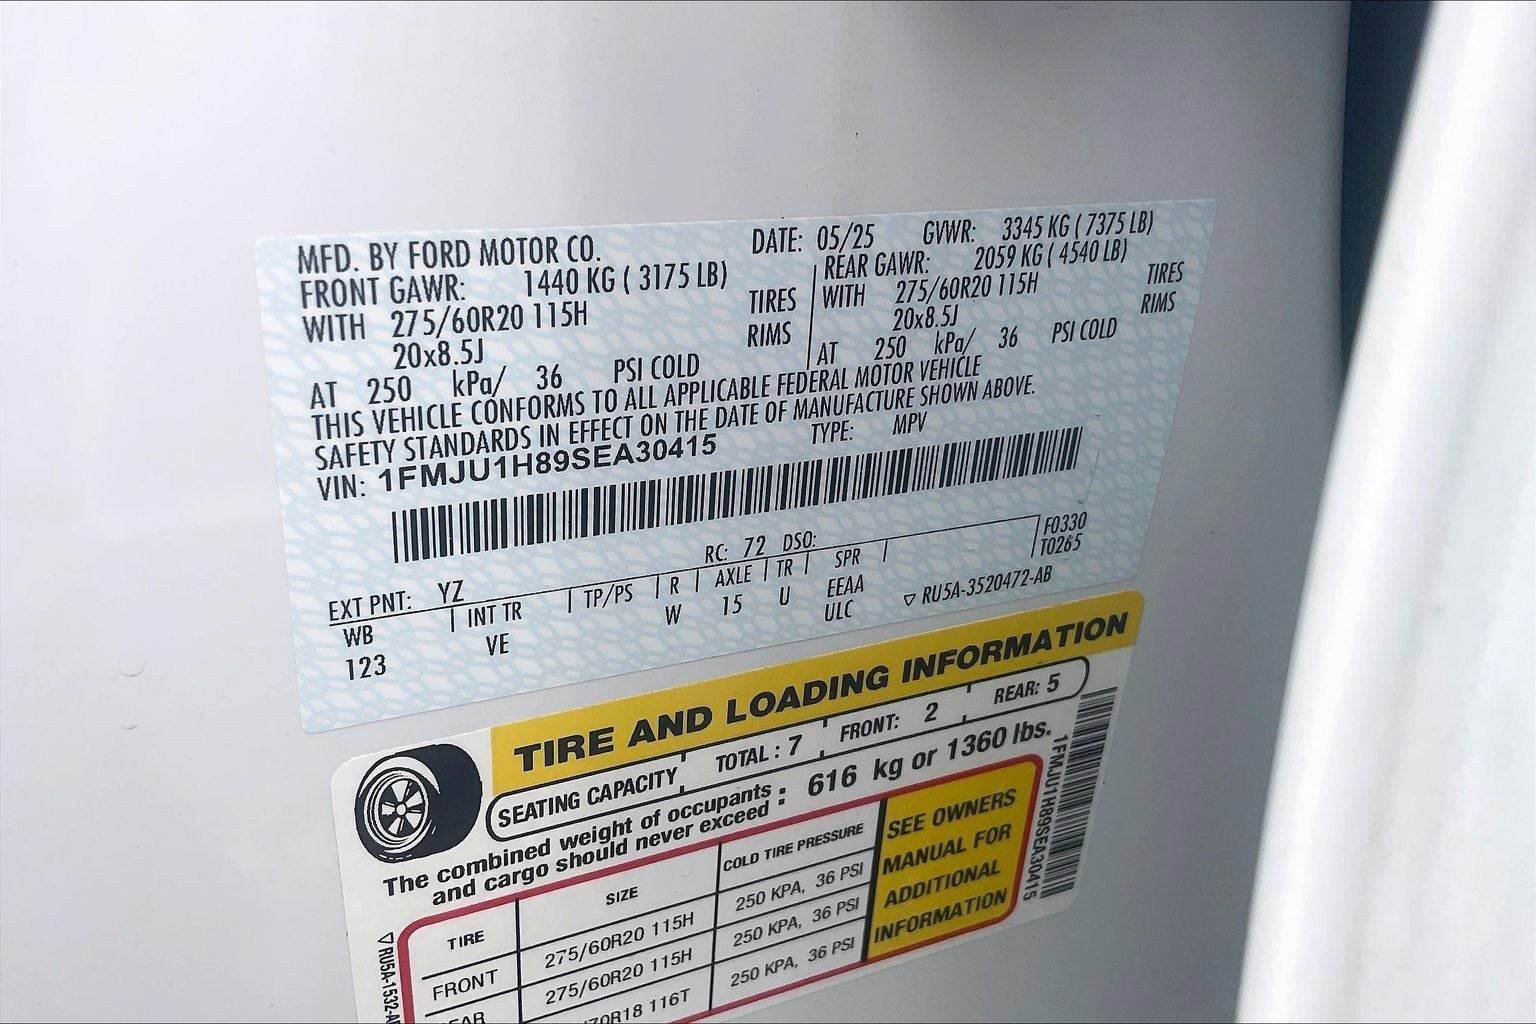 MFD. BY FORD MOTOR CO. DATE: 05/25 GVWR: 3345 KG ( 7375 LB)
FRONT GAWR: 1440 KG ( 3175 LB) REAR GAWR: 2059 KG ( 4540 LB)
WITH 275/60R20 115H TIRES WITH 275/60R20 115H TIRES
20x8.5J RIMS 20x8.5J RIMS
AT 250 kPa/ 36 PSI COLD AT 250 kPa/ 36 PSI COLD
THIS VEHICLE CONFORMS TO ALL APPLICABLE FEDERAL MOTOR VEHICLE
SAFETY STANDARDS IN EFFECT ON THE DATE OF MANUFACTURE SHOWN ABOVE.
VIN: 1FMJU1H89SEA30415 TYPE: MPV
EXT PNT: YZ RC: 72 DSO: F0330
WB INT TR TP/PS R AXLE TR SPR T0265
123 VE W 15 U EEAA
ULC RU5A-3520472-AB
TIRE AND LOADING INFORMATION
SEATING CAPACITY TOTAL : 7 FRONT: 2 REAR: 5
The combined weight of occupants
and cargo should never exceed : 616 kg or 1360 lbs.
TIRE SIZE COLD TIRE PRESSURE
FRONT 275/60R20 115H 250 KPA, 36 PSI
275/60R20 115H 250 KPA, 36 PSI
70R18 116T 250 KPA, 36 PSI
SEE OWNERS
MANUAL FOR
ADDITIONAL
INFORMATION
1FMJU1H89SEA30415